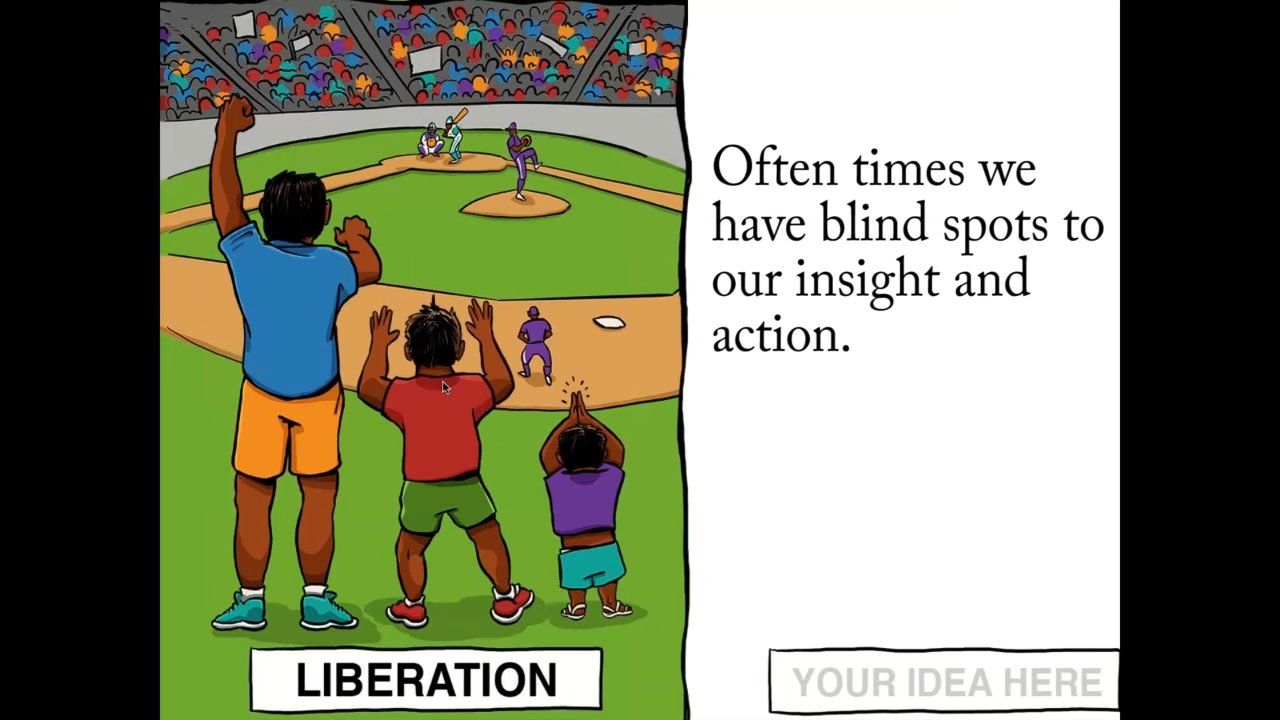 Often times we
have blind spots to
our insight and
action.
LIBERATION
YOUR IDEA HERE